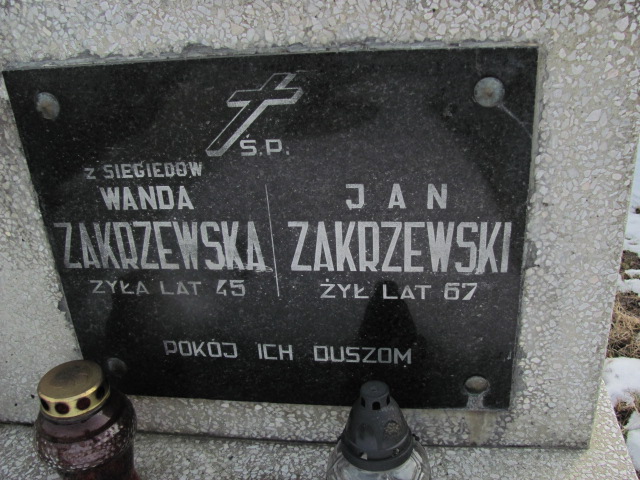 Ś.P.
Z SIEGIEDÓW
WANDA
ZAKRZEWSKA
ŻYŁA LAT 45
JAN
ZAKRZEWSKI
ŻYŁ LAT 67
POKÓJ ICH DUSZOM